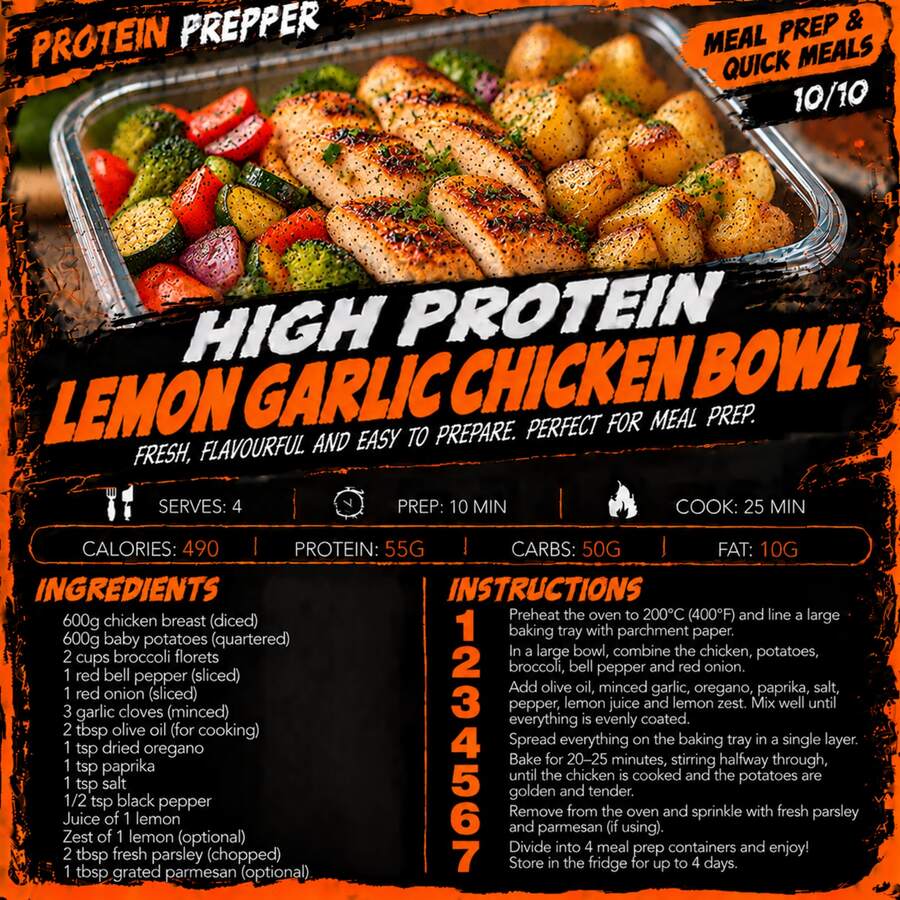 PROTEIN PREPPER
MEAL PREP &
QUICK MEALS
10/10
HIGH PROTEIN
LEMON GARLIC CHICKEN BOWL
FRESH, FLAVOURFUL AND EASY TO PREPARE. PERFECT FOR MEAL PREP.
SERVES: 4
PREP: 10 MIN
COOK: 25 MIN
CALORIES: 490
PROTEIN: 55G
CARBS: 50G
FAT: 10G
INGREDIENTS
600g chicken breast (diced)
600g baby potatoes (quartered)
2 cups broccoli florets
1 red bell pepper (sliced)
1 red onion (sliced)
3 garlic cloves (minced)
2 tbsp olive oil (for cooking)
1 tsp dried oregano
1 tsp paprika
1 tsp salt
1/2 tsp black pepper
Juice of 1 lemon
Zest of 1 lemon (optional)
2 tbsp fresh parsley (chopped)
1 tbsp grated parmesan (optional)
INSTRUCTIONS
1 Preheat the oven to 200°C (400°F) and line a large
baking tray with parchment paper.
2 In a large bowl, combine the chicken, potatoes,
broccoli, bell pepper and red onion.
3 Add olive oil, minced garlic, oregano, paprika, salt,
pepper, lemon juice and lemon zest. Mix well until
everything is evenly coated.
4 Spread everything on the baking tray in a single layer.
5 Bake for 20–25 minutes, stirring halfway through,
until the chicken is cooked and the potatoes are
golden and tender.
6 Remove from the oven and sprinkle with fresh parsley
and parmesan (if using).
7 Divide into 4 meal prep containers and enjoy!
Store in the fridge for up to 4 days.